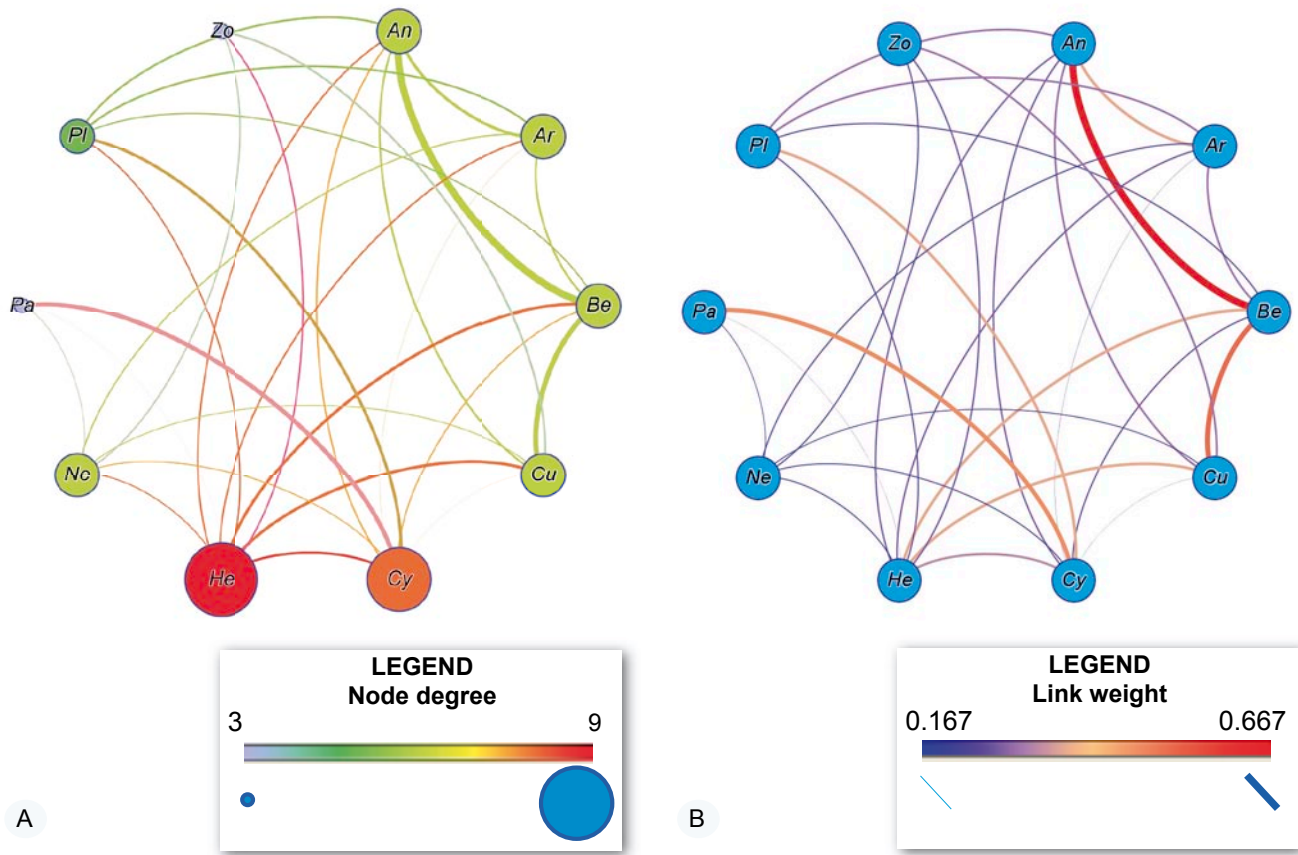 Zo
An
Pl
Ar
Pa
Be
Ne
Cu
He
Cy
LEGEND
Node degree
3 9
A
Zo
An
Pl
Ar
Pa
Be
Ne
Cu
He
Cy
LEGEND
Link weight
0.167 0.667
B